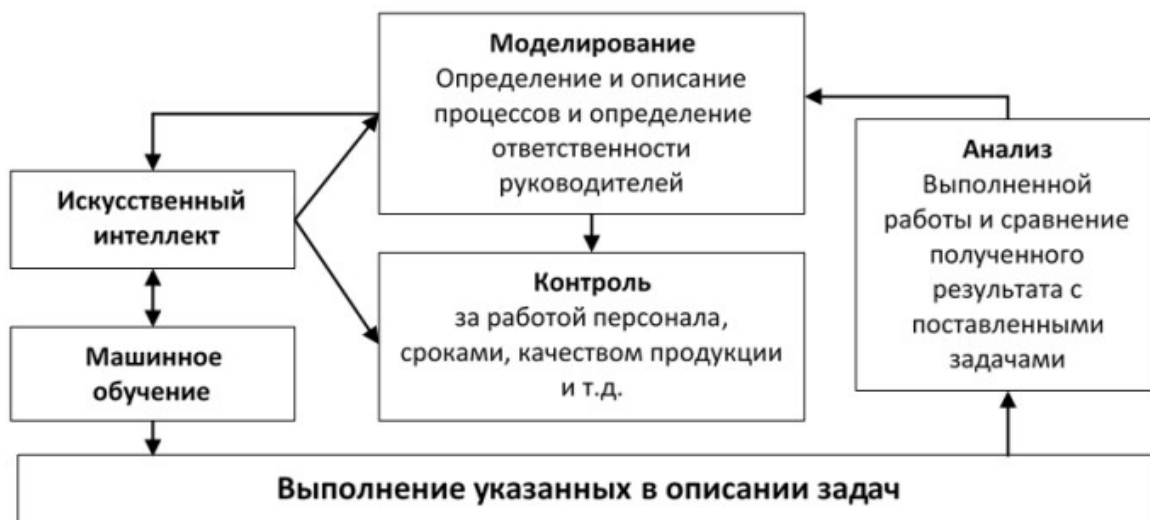 Моделирование
Определение и описание
процессов и определение
ответственности
руководителей
Искусственный
интеллект
Анализ
Выполненной
работы и сравнение
полученного
результата с
поставленными
задачами
Контроль
за работой персонала,
сроками, качеством продукции
и т.д.
Машинное
обучение
Выполнение указанных в описании задач